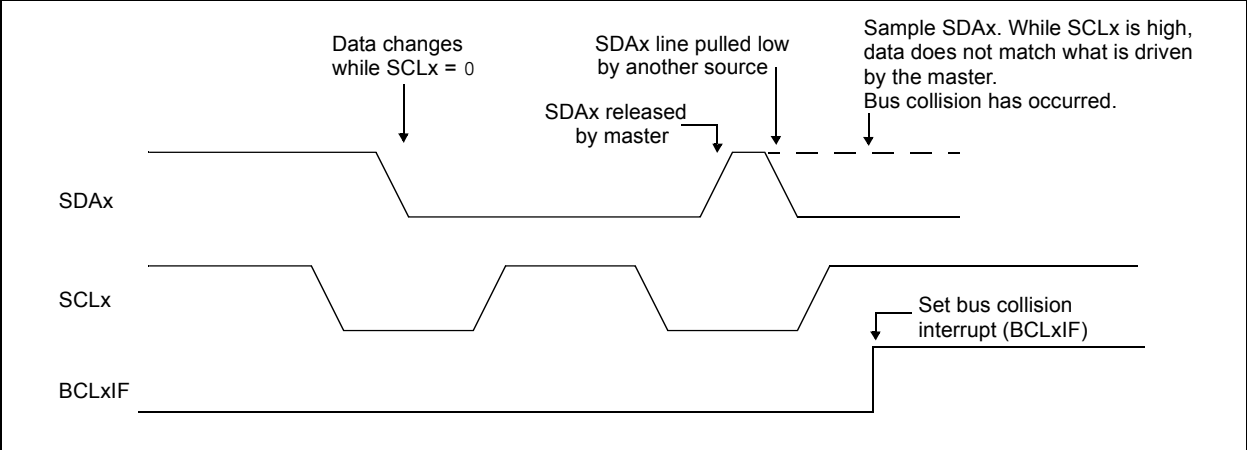 Data changes
while SCLx = 0
SDAx line pulled low
by another source
SDAx released
by master
Sample SDAx. While SCLx is high,
data does not match what is driven
by the master.
Bus collision has occurred.
SDAx
SCLx
Set bus collision
interrupt (BCLxIF)
BCLxIF